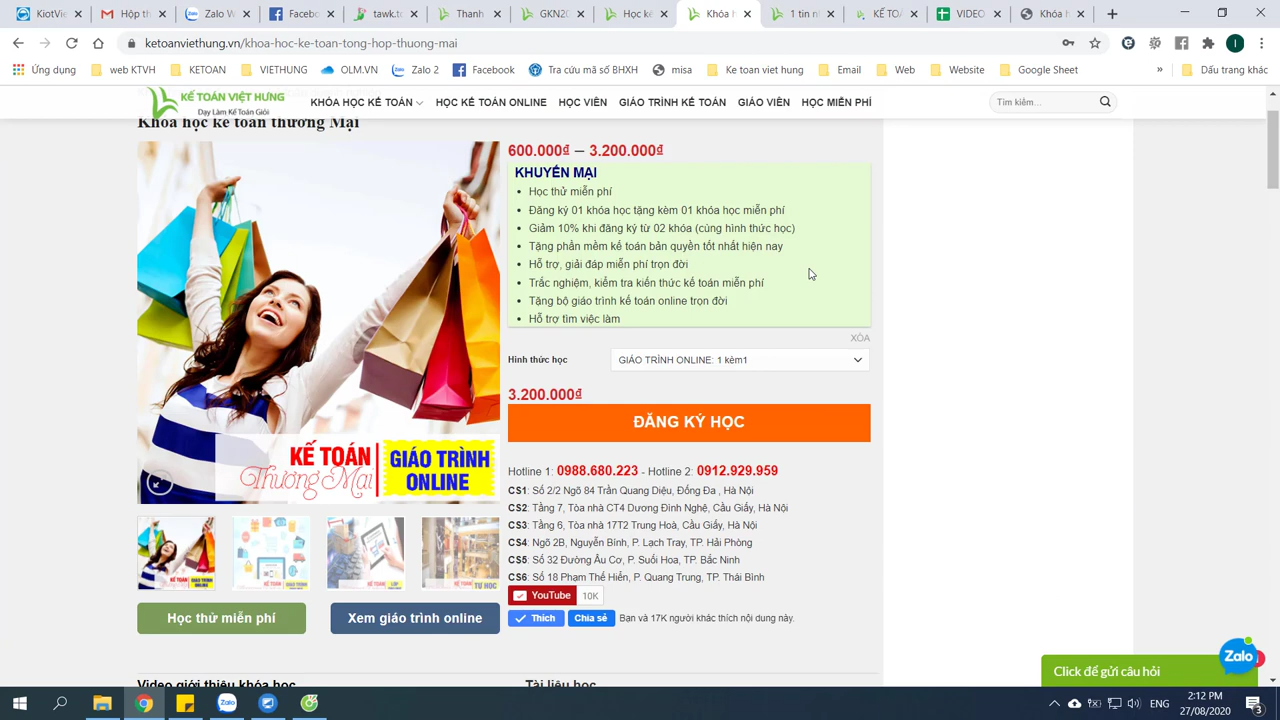 KiotVie
Hộp th
Zalo W
Facebo
tawk.to
Thanh
GKN2C
Học kế
Khóa h
1 tin n
KẾ TOÁ
VIDEO
Khóa h
ketoanviethung.vn/khoa-hoc-ke-toan-tong-hop-thuong-mai
Ứng dụng
web KTVH
KETOAN
VIETHUNG
OLM.VN
Zalo 2
Facebook
Tra cứu mã số BHXH
misa
Ke toan viet hung
Email
Web
Website
Google Sheet
»
Dấu trang khác
KẾ TOÁN VIỆT HƯNG
Dạy Làm Kế Toán Giỏi
KHÓA HỌC KẾ TOÁN
HỌC KẾ TOÁN ONLINE
HỌC VIÊN
GIÁO TRÌNH KẾ TOÁN
GIÁO VIÊN
HỌC MIỄN PHÍ
Tìm kiếm...
Khóa học kế toán thương Mại
600.000₫ – 3.200.000₫
KHUYẾN MẠI
• Học thử miễn phí
• Đăng ký 01 khóa học tặng kèm 01 khóa học miễn phí
• Giảm 10% khi đăng ký từ 02 khóa (cùng hình thức học)
• Tặng phần mềm kế toán bản quyền tốt nhất hiện nay
• Hỗ trợ, giải đáp miễn phí trọn đời
• Trắc nghiệm, kiểm tra kiến thức kế toán miễn phí
• Tặng bộ giáo trình kế toán online trọn đời
• Hỗ trợ tìm việc làm
XÓA
Hình thức học
GIÁO TRÌNH ONLINE: 1 kèm1
3.200.000₫
ĐĂNG KÝ HỌC
KẾ TOÁN
Thương Mại
GIÁO TRÌNH
ONLINE
Hotline 1: 0988.680.223 - Hotline 2: 0912.929.959
CS1: Số 2/2 Ngõ 84 Trần Quang Diệu, Đống Đa , Hà Nội
CS2: Tầng 7, Tòa nhà CT4 Dương Đình Nghệ, Cầu Giấy, Hà Nội
CS3: Tầng 6, Tòa nhà 17T2 Trung Hoà, Cầu Giấy, Hà Nội
CS4: Ngõ 2B, Nguyễn Bính, P. Lạch Tray, TP. Hải Phòng
CS5: Số 32 Đường Âu Cơ, P. Suối Hoa, TP. Bắc Ninh
CS6: Số 18 Phạm Thế Hiển, P. Quang Trung, TP. Thái Bình
YouTube 10K
Thích
Chia sẻ
Bạn và 17K người khác thích nội dung này.
Học thử miễn phí
Xem giáo trình online
Video giới thiệu khóa học
Tài liệu học
Click để gửi câu hỏi
Zalo
Zalo
ENG
2:12 PM
27/08/2020
3